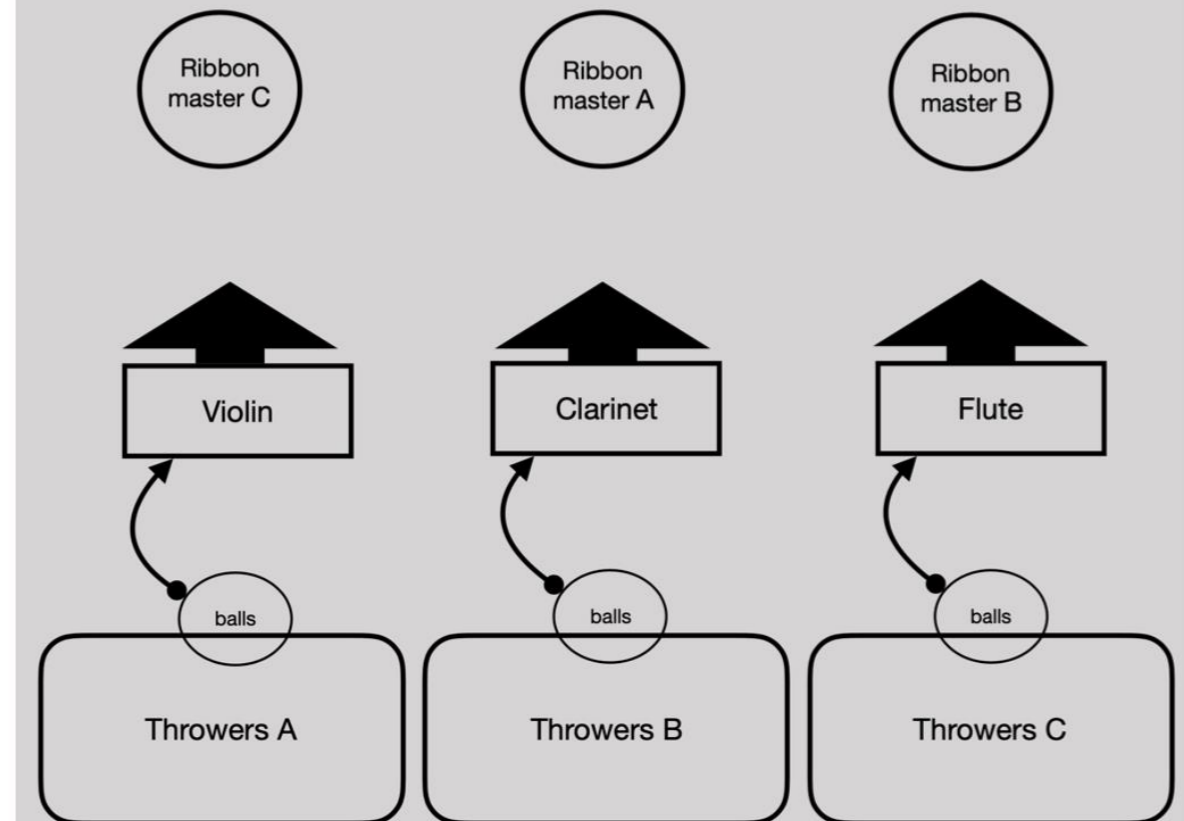 Ribbon
master C
Ribbon
master A
Ribbon
master B
Violin
Clarinet
Flute
balls
balls
balls
Throwers A
Throwers B
Throwers C